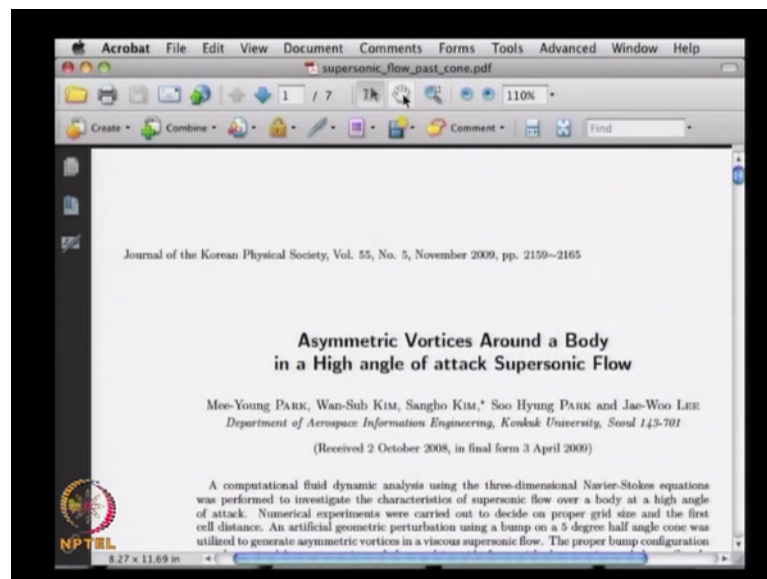 Acrobat File Edit View Document Comments Forms Tools Advanced Window Help
supersonic_flow_past_cone.pdf
1 / 7 110%
Create Combine Comment Find
Journal of the Korean Physical Society, Vol. 55, No. 5, November 2009, pp. 2159~2165
Asymmetric Vortices Around a Body
in a High angle of attack Supersonic Flow
Mee-Young PARK, Wan-Sub KIM, Sangho KIM,* Soo Hyung PARK and Jae-Woo LEE
Department of Aerospace Information Engineering, Konkuk University, Seoul 143-701
(Received 2 October 2008, in final form 3 April 2009)
A computational fluid dynamic analysis using the three-dimensional Navier-Stokes equations
was performed to investigate the characteristics of supersonic flow over a body at a high angle
of attack. Numerical experiments were carried out to decide on proper grid size and the first
cell distance. An artificial geometric perturbation using a bump on a 5 degree half angle cone was
utilized to generate asymmetric vortices in a viscous supersonic flow. The proper bump configuration
NPTEL
8.27 x 11.69 in